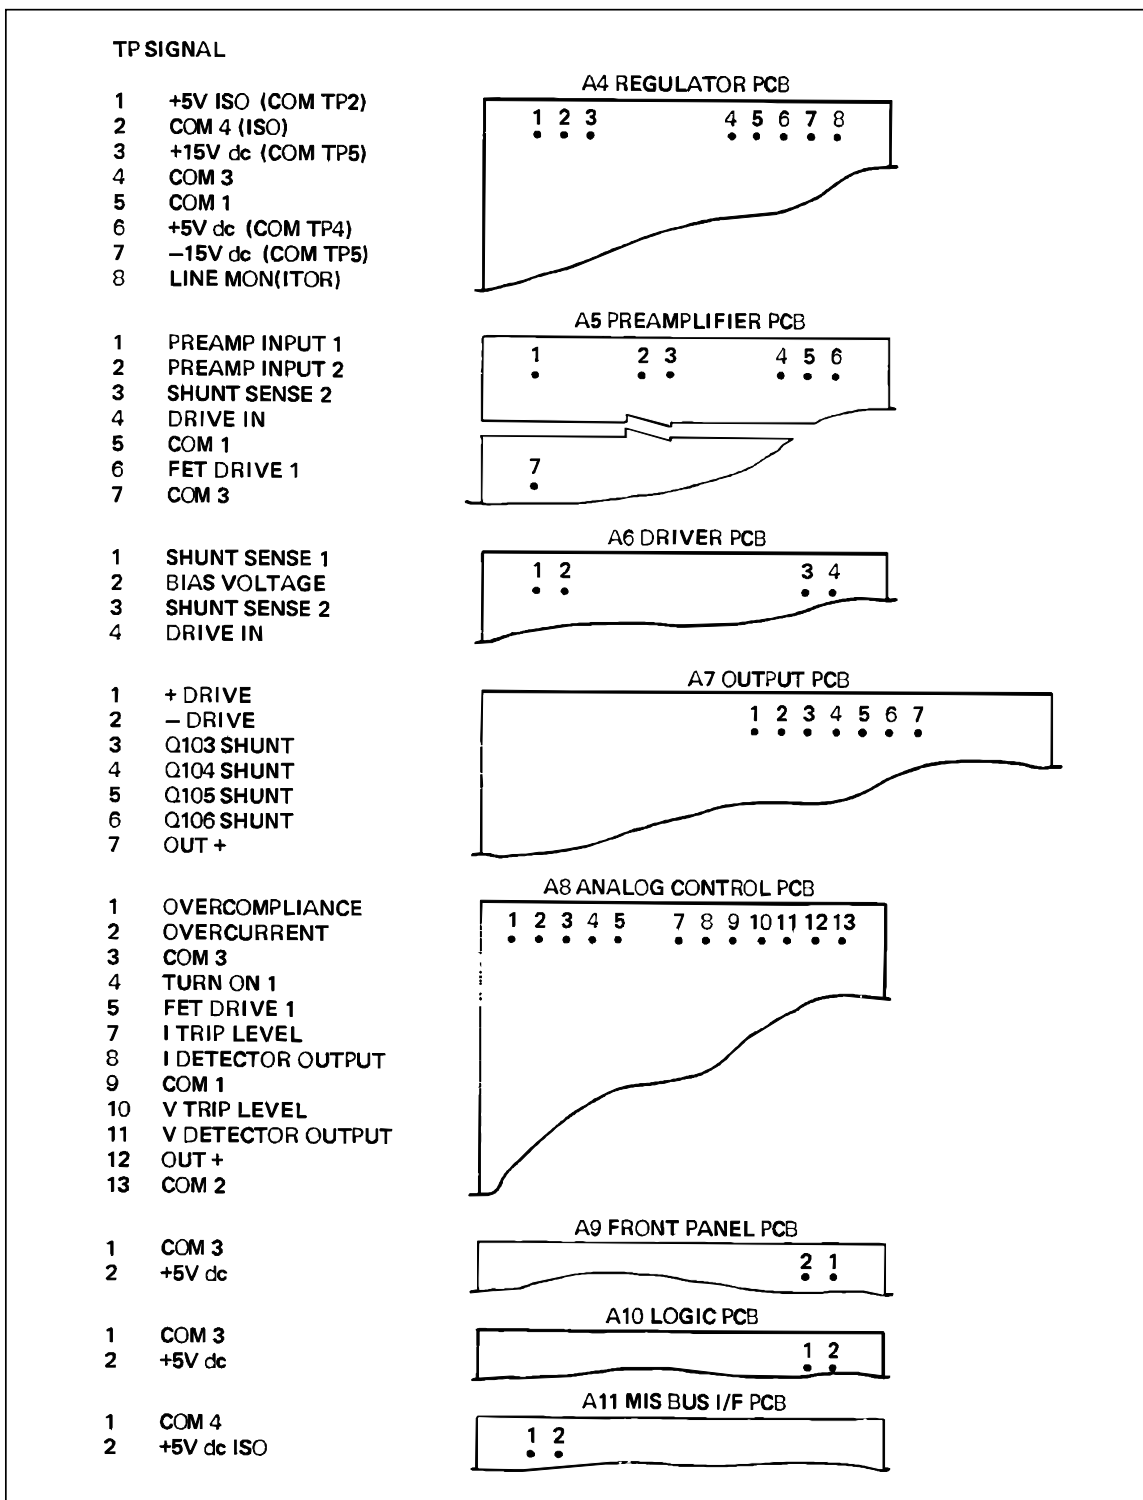 TP SIGNAL
A4 REGULATOR PCB
1 +5V ISO (COM TP2)
2 COM 4 (ISO)
3 +15V dc (COM TP5)
4 COM 3
5 COM 1
6 +5V dc (COM TP4)
7 –15V dc (COM TP5)
8 LINE MON(ITOR)
1 2 3 4 5 6 7 8
A5 PREAMPLIFIER PCB
1 PREAMP INPUT 1
2 PREAMP INPUT 2
3 SHUNT SENSE 2
4 DRIVE IN
5 COM 1
6 FET DRIVE 1
7 COM 3
1 2 3 4 5 6
7
A6 DRIVER PCB
1 SHUNT SENSE 1
2 BIAS VOLTAGE
3 SHUNT SENSE 2
4 DRIVE IN
1 2 3 4
A7 OUTPUT PCB
1 + DRIVE
2 – DRIVE
3 Q103 SHUNT
4 Q104 SHUNT
5 Q105 SHUNT
6 Q106 SHUNT
7 OUT +
1 2 3 4 5 6 7
A8 ANALOG CONTROL PCB
1 OVERCOMPLIANCE
2 OVERCURRENT
3 COM 3
4 TURN ON 1
5 FET DRIVE 1
7 I TRIP LEVEL
8 I DETECTOR OUTPUT
9 COM 1
10 V TRIP LEVEL
11 V DETECTOR OUTPUT
12 OUT +
13 COM 2
1 2 3 4 5 7 8 9 10 11 12 13
A9 FRONT PANEL PCB
1 COM 3
2 +5V dc
2 1
A10 LOGIC PCB
1 COM 3
2 +5V dc
1 2
A11 MIS BUS I/F PCB
1 COM 4
2 +5V dc ISO
1 2